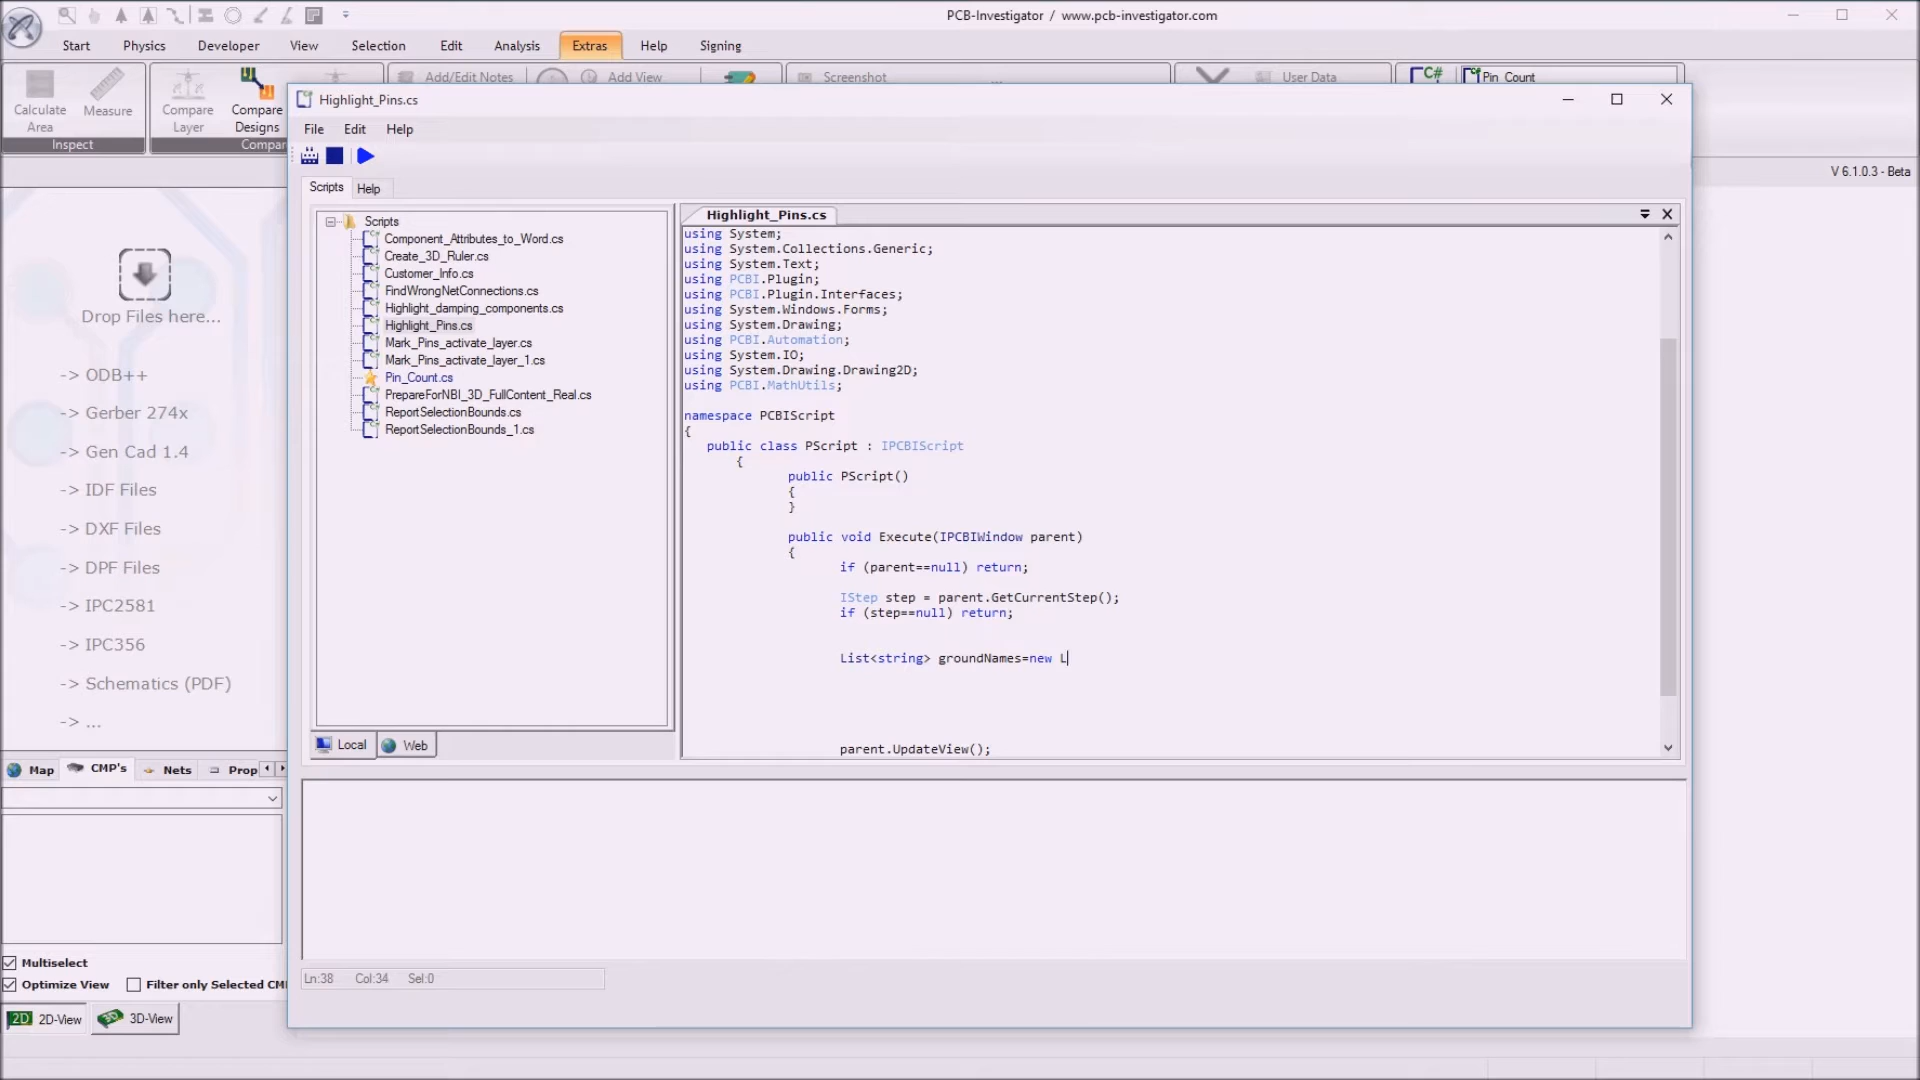 PCB-Investigator / www.pcb-investigator.com
Start Physics Developer View Selection Edit Analysis Extras Help Signing
Add/Edit Notes Add View Screenshot ... User Data C# Pin Count
Calculate Area
Measure
Compare Layer
Compare Designs
Inspect
Compar
V 6.1.0.3 - Beta
Drop Files here...
-> ODB++
-> Gerber 274x
-> Gen Cad 1.4
-> IDF Files
-> DXF Files
-> DPF Files
-> IPC2581
-> IPC356
-> Schematics (PDF)
-> ...
Map CMP's Nets Prop
Multiselect
Optimize View Filter only Selected CM
2D 2D-View 3D 3D-View
Highlight_Pins.cs
File Edit Help
Scripts Help
Scripts
Component_Attributes_to_Word.cs
Create_3D_Ruler.cs
Customer_Info.cs
FindWrongNetConnections.cs
Highlight_damping_components.cs
Highlight_Pins.cs
Mark_Pins_activate_layer.cs
Mark_Pins_activate_layer_1.cs
Pin_Count.cs
PrepareForNBI_3D_FullContent_Real.cs
ReportSelectionBounds.cs
ReportSelectionBounds_1.cs
Local Web
Highlight_Pins.cs
using System;
using System.Collections.Generic;
using System.Text;
using PCBI.Plugin;
using PCBI.Plugin.Interfaces;
using System.Windows.Forms;
using System.Drawing;
using PCBI.Automation;
using System.IO;
using System.Drawing.Drawing2D;
using PCBI.MathUtils;
namespace PCBIScript
{
public class PScript : IPCBIScript
{
public PScript()
{
}
public void Execute(IPCBIWindow parent)
{
if (parent==null) return;
IStep step = parent.GetCurrentStep();
if (step==null) return;
List<string> groundNames=new L
parent.UpdateView();
Ln:38 Col:34 Sel:0